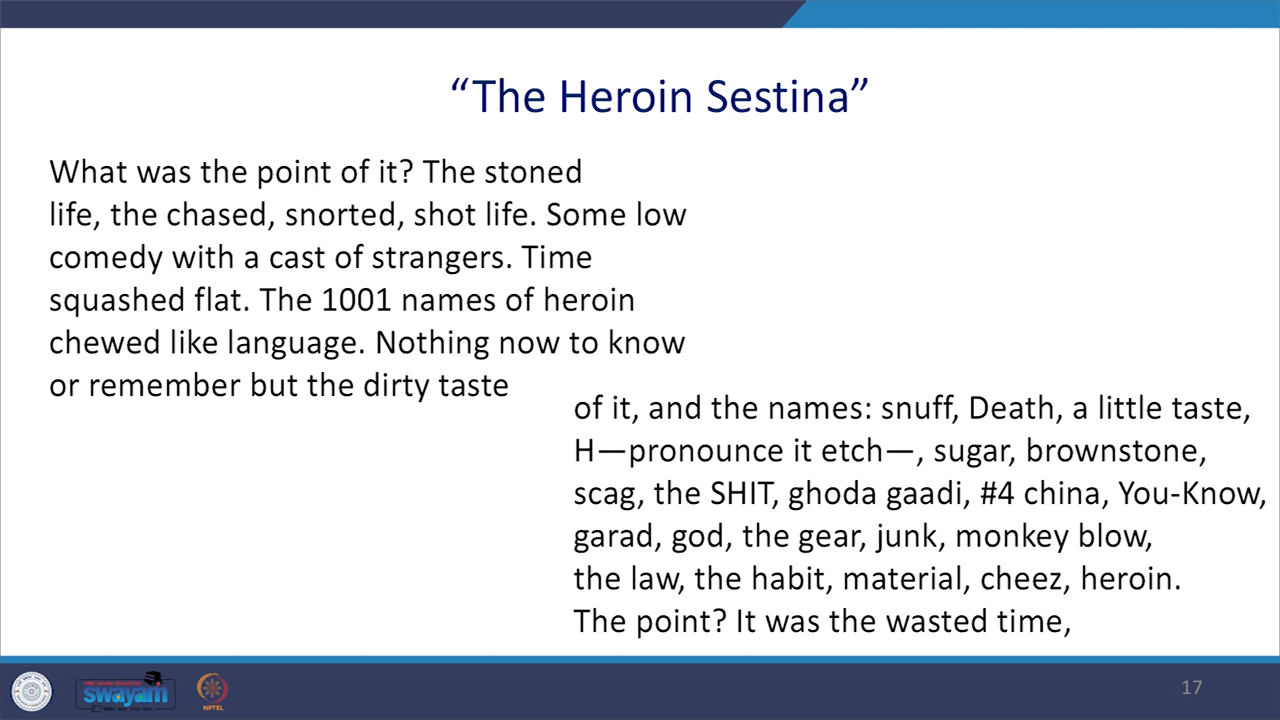 “The Heroin Sestina”
What was the point of it? The stoned
life, the chased, snorted, shot life. Some low
comedy with a cast of strangers. Time
squashed flat. The 1001 names of heroin
chewed like language. Nothing now to know
or remember but the dirty taste
of it, and the names: snuff, Death, a little taste,
H—pronounce it etch—, sugar, brownstone,
scag, the SHIT, ghoda gaadi, #4 china, You-Know,
garad, god, the gear, junk, monkey blow,
the law, the habit, material, cheez, heroin.
The point? It was the wasted time,
swayam
NPTEL
17